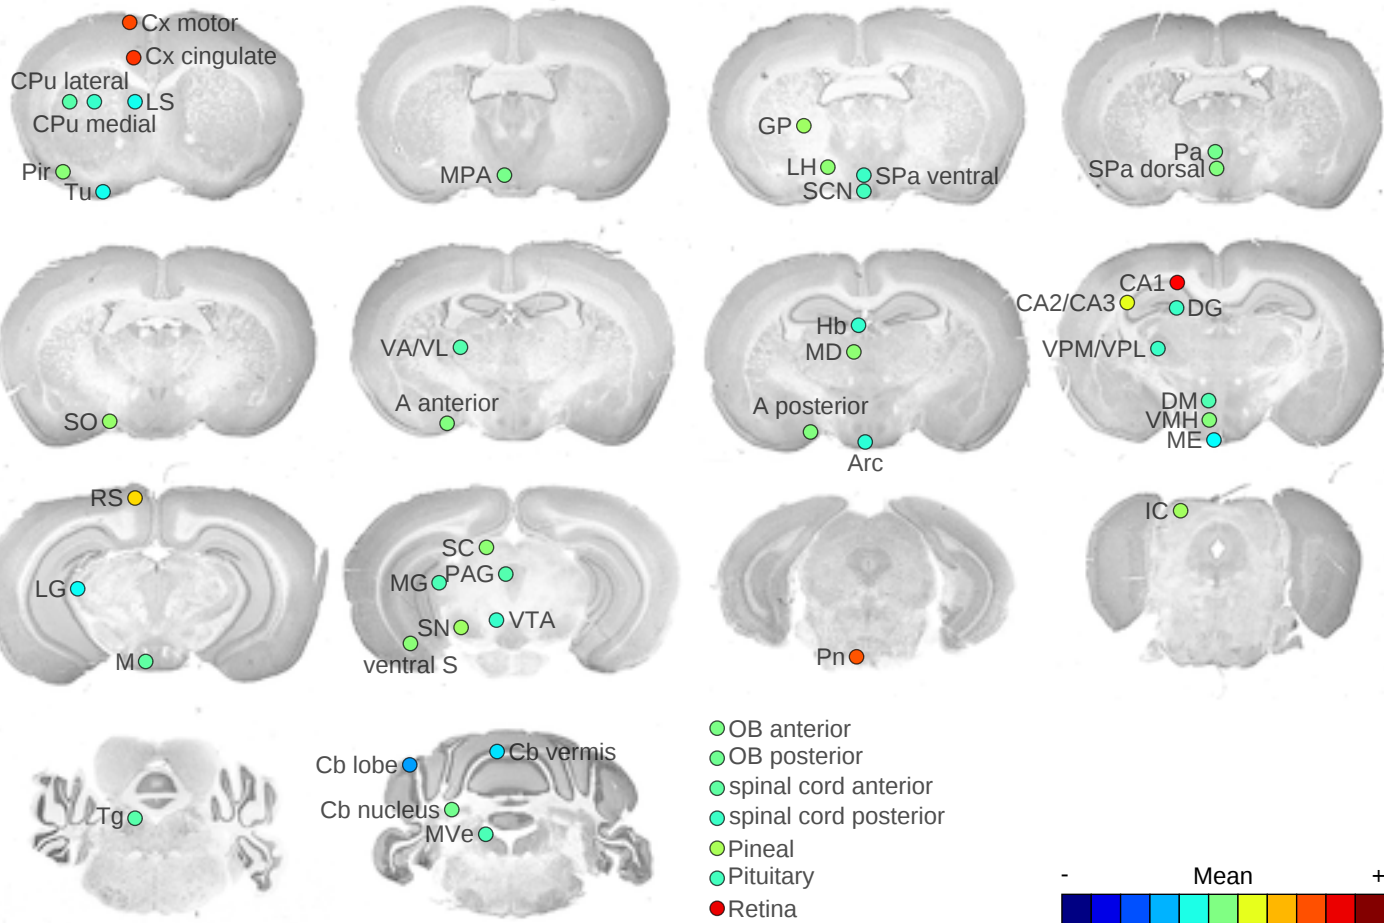 Cx motor
Cx cingulate
CPu lateral
LS
CPu medial
Pir
Tu
MPA
GP
LH
SPa ventral
SCN
Pa
SPa dorsal
SO
VA/VL
A anterior
Hb
MD
A posterior
Arc
CA1
CA2/CA3
DG
VPM/VPL
DM
VMH
ME
RS
LG
M
SC
MG
PAG
SN
VTA
ventral S
Pn
IC
Tg
Cb lobe
Cb vermis
Cb nucleus
MVe
OB anterior
OB posterior
spinal cord anterior
spinal cord posterior
Pineal
Pituitary
Retina
- Mean +